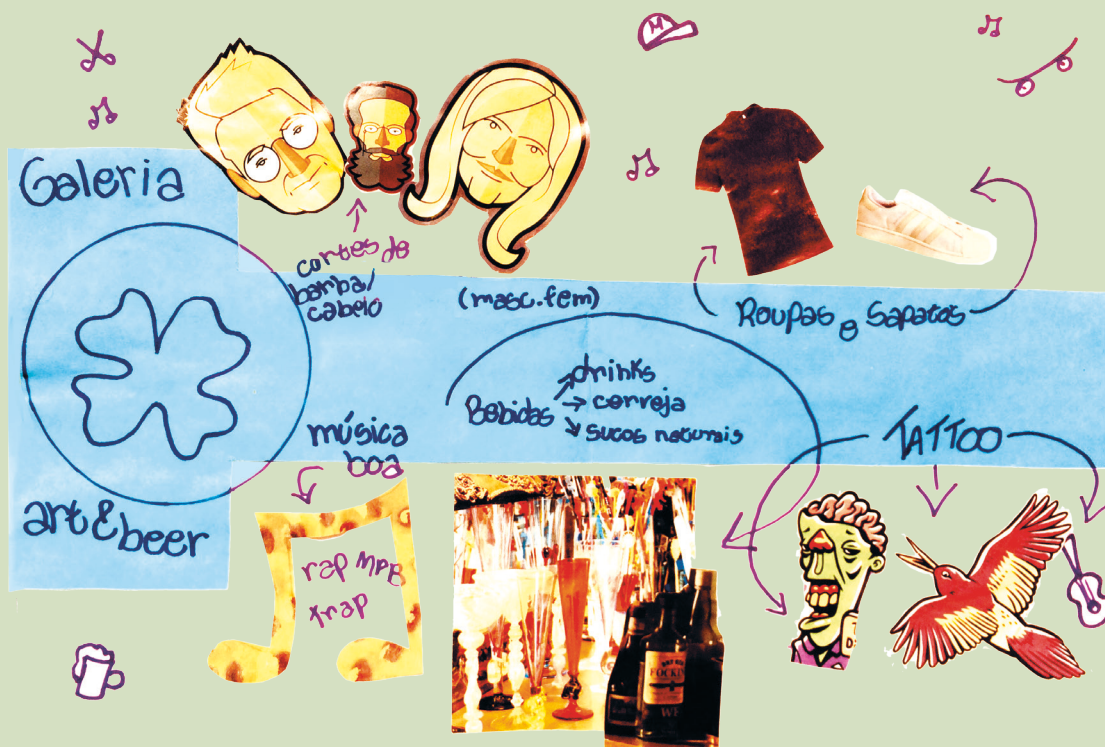 M
Galeria
cortes de
barba/
cabelo
(masc.fem)
Roupas e Sapatos
Bebidas
drinks
cerveja
sucos naturais
TATTOO
música
boa
art & beer
rap MPB
trap